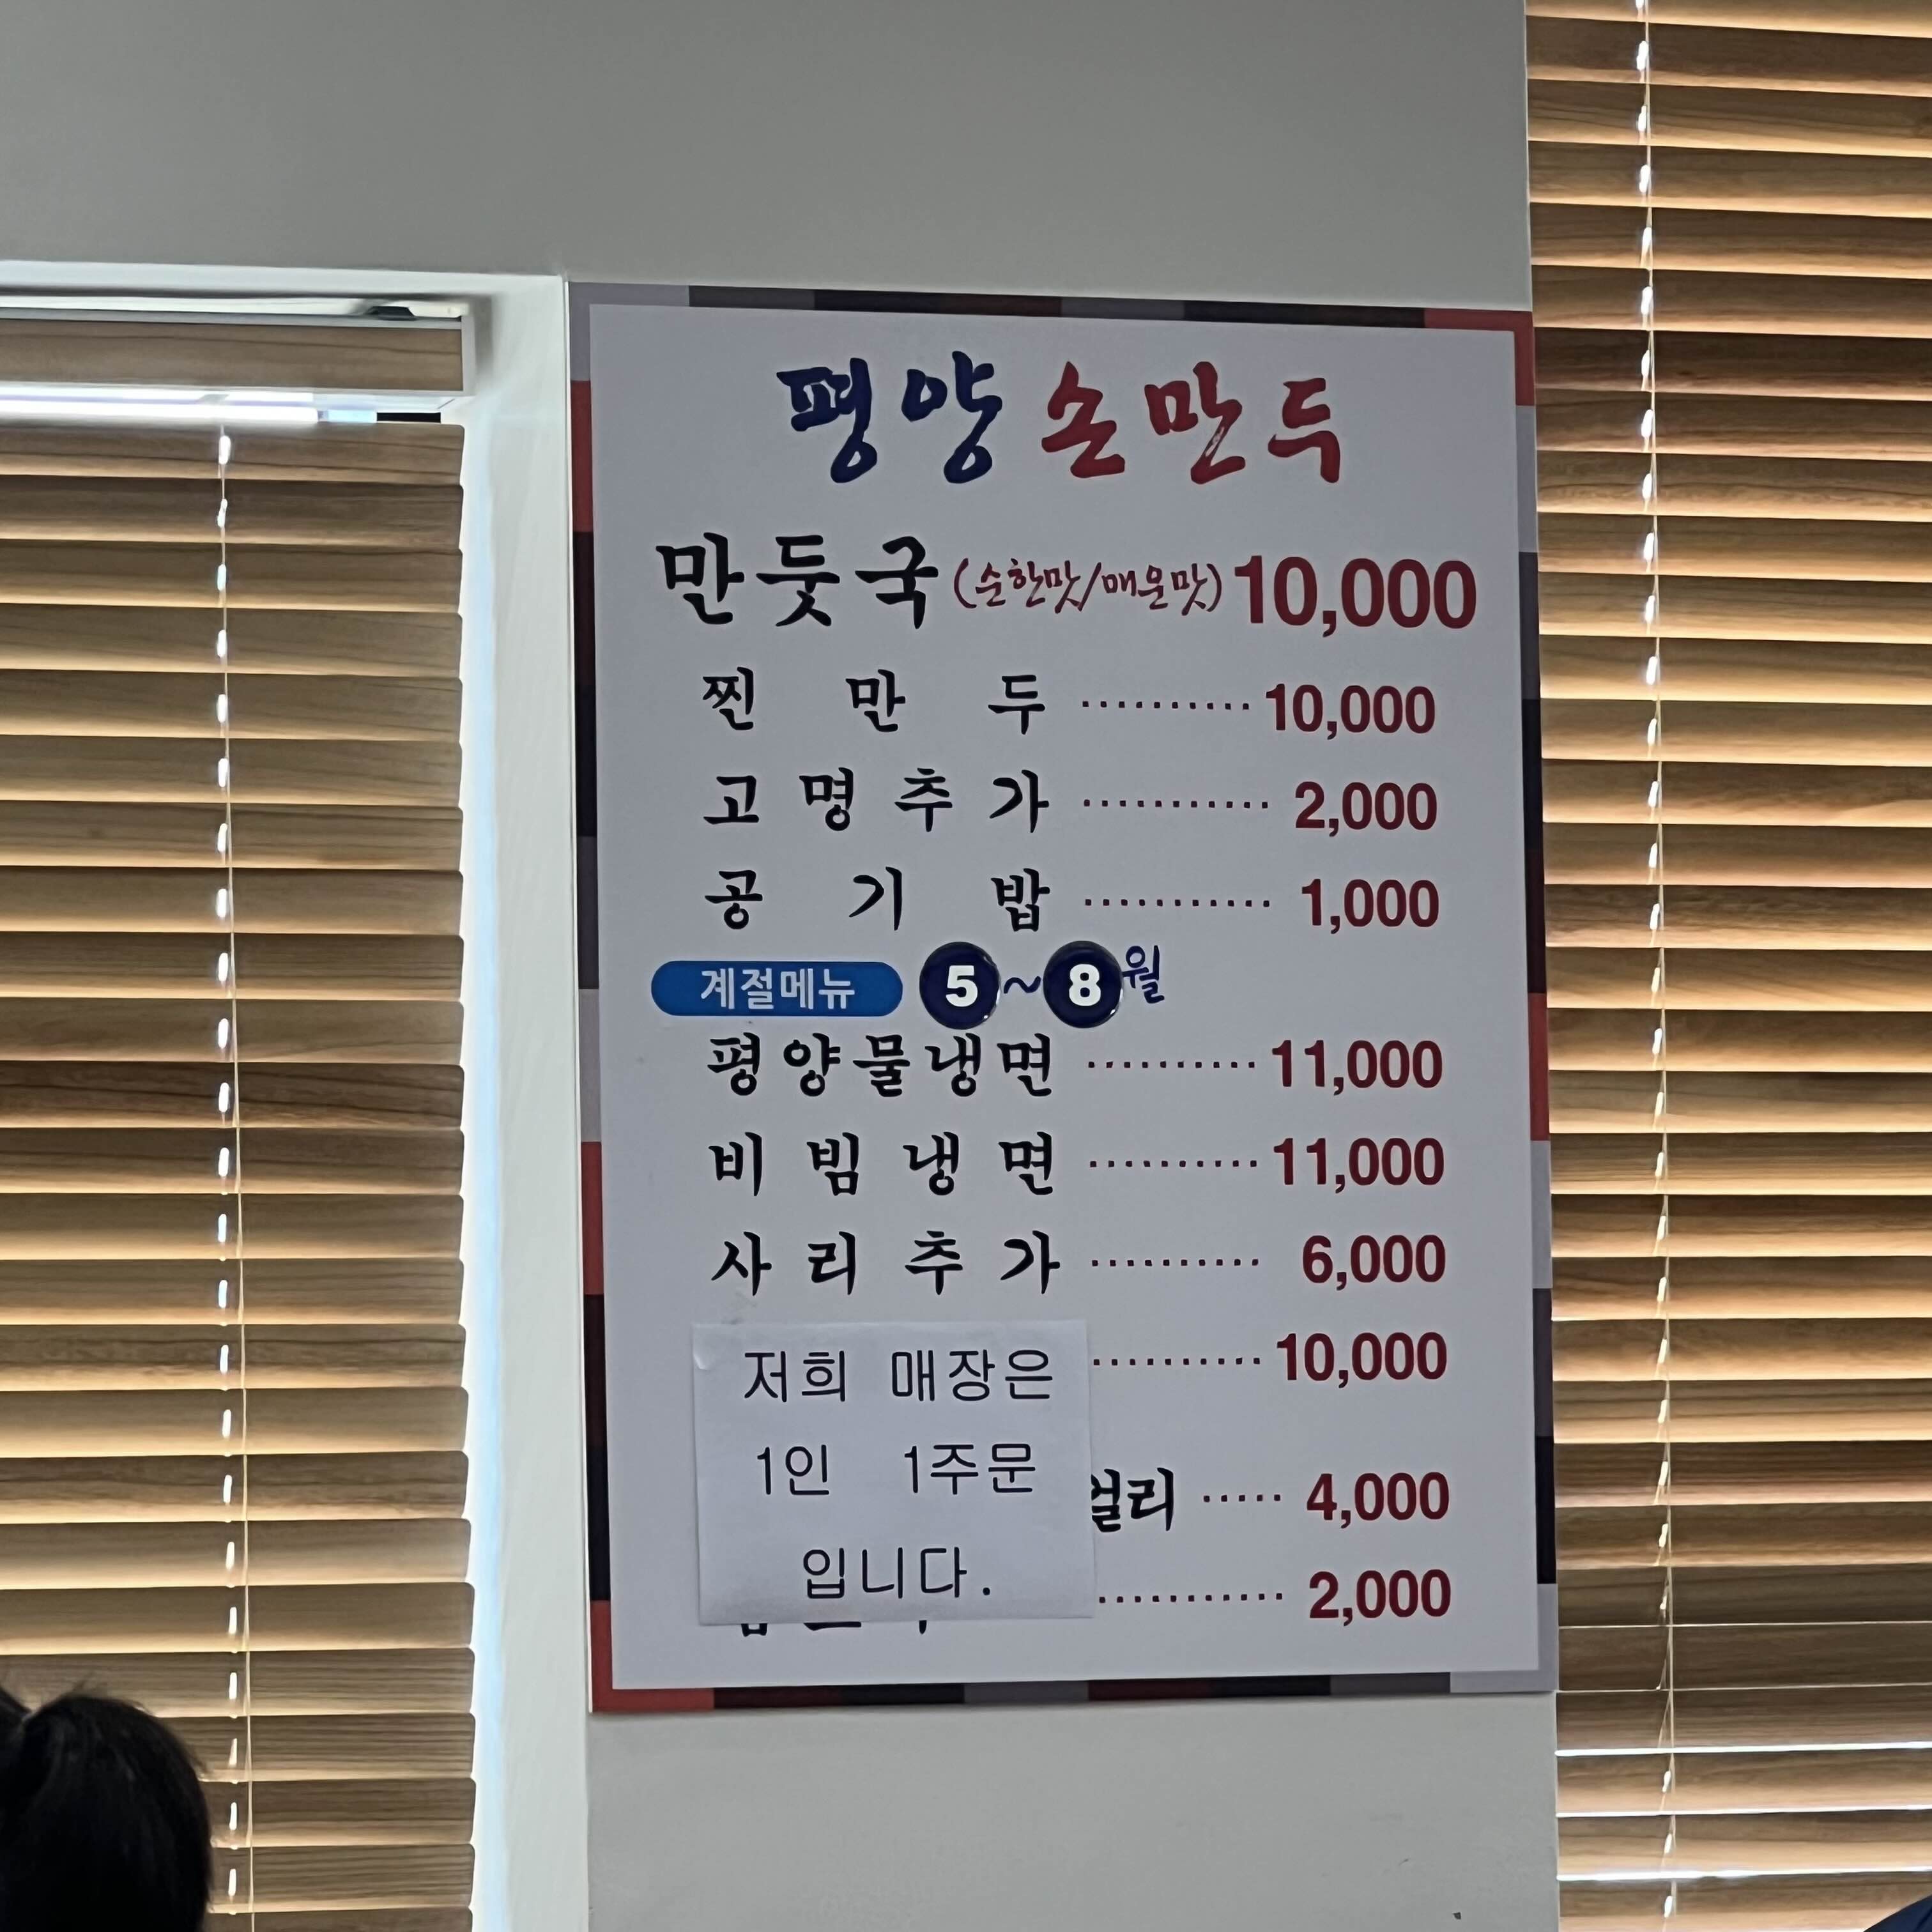 평양 손만두
만둣국 (순한맛/매운맛) 10,000
찐만두 ·········· 10,000
고명추가 ··········· 2,000
공기밥 ··········· 1,000
계절메뉴 5~8월
평양물냉면 ·········· 11,000
비빔냉면 ·········· 11,000
사리추가 ·········· 6,000
·········· 10,000
저희 매장은
1인 1주문
입니다.
····· 4,000
··········· 2,000